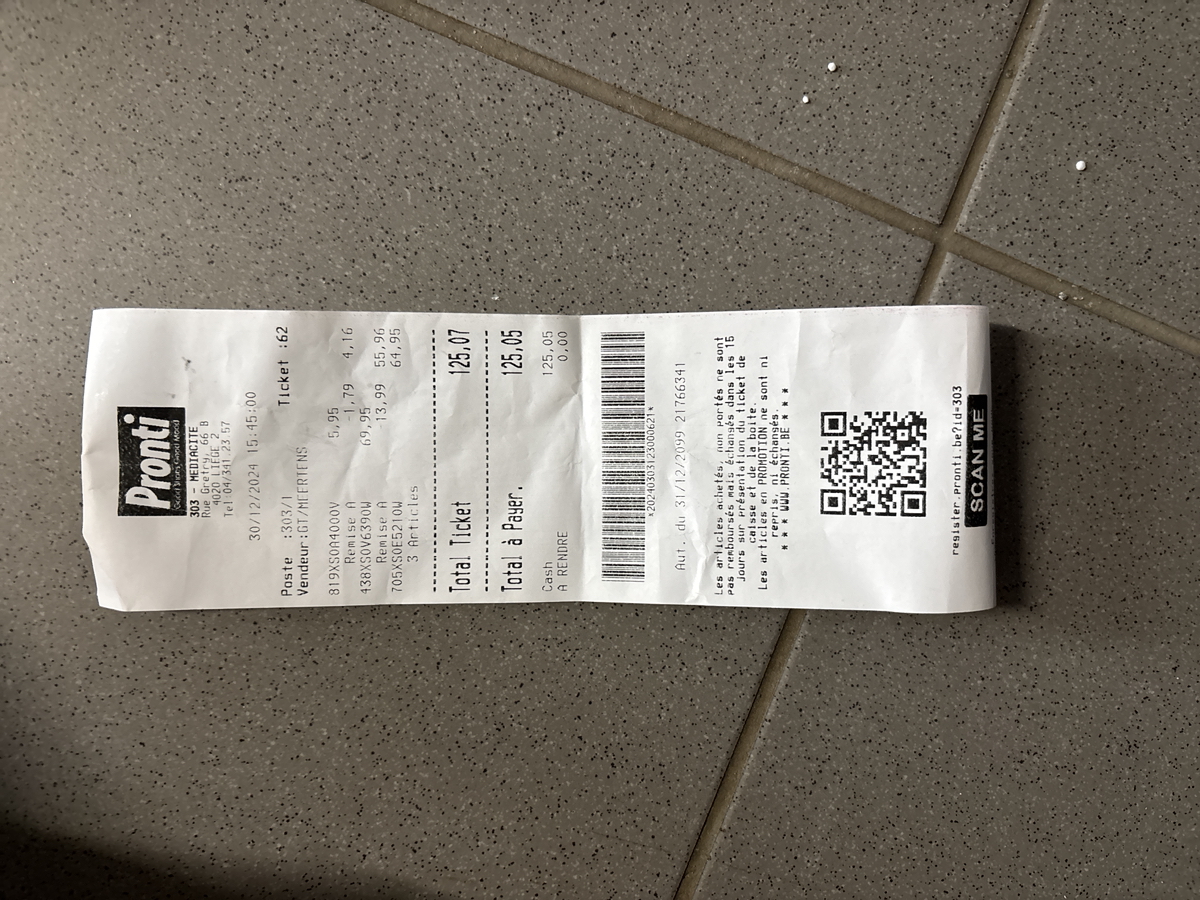 Pronti
Good Shoes, Good Mood
303 - MEDIACITE
Rue Gretry, 66 B
4020 LIEGE 2
Tel:04/341 23 57
30/12/2024 15:45:00
Poste :303/1 Ticket :62
Vendeur:GT/MEERTENS
819XS0A4000V 5,95
Remise A -1,79 4,16
438XS0V6390W 69,95
Remise A -13,99 55,96
705XS0E5210W 64,95
3 Articles
Total Ticket 125,07
Total à Payer. 125,05
Cash 125,05
A RENDRE 0,00
*20240303123000621*
Aut. du 31/12/2099 21766341
Les articles achetés, non portés ne sont
pas remboursés mais échangés dans les 15
jours sur présentation du ticket de
caisse et de la boite.
Les articles en PROMOTION ne sont ni
repris, ni échangés.
* * * * WWW.PRONTI.BE * * * *
register.pronti.be?id=303
SCAN ME